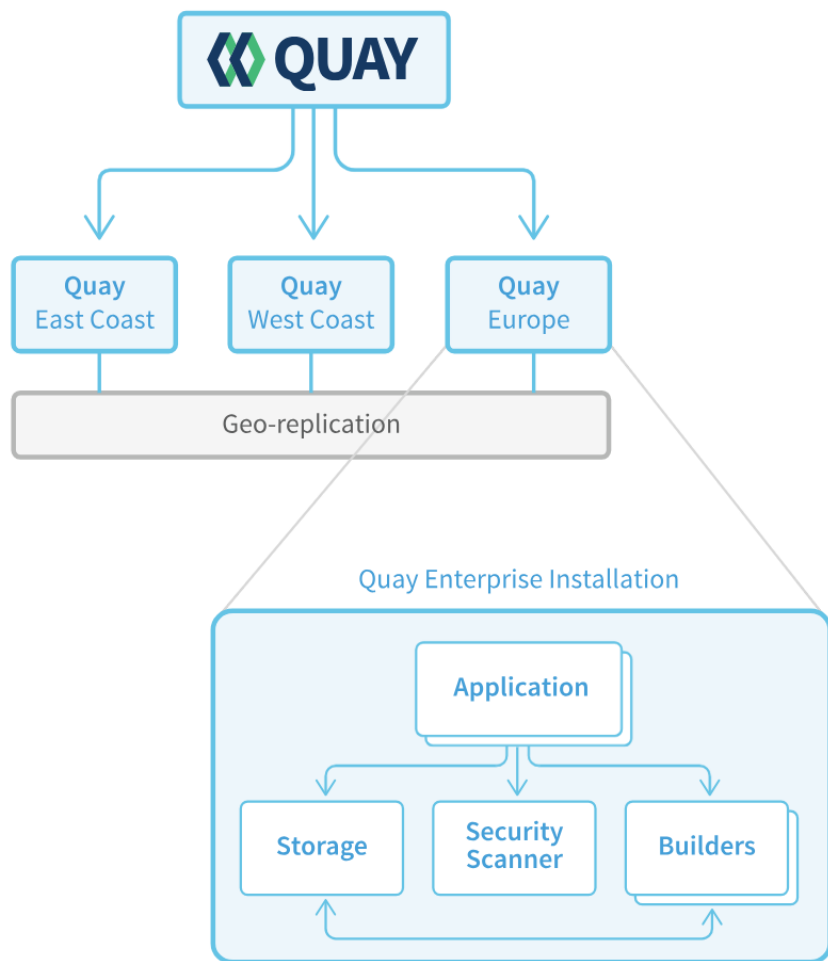 QUAY
Quay
East Coast
Quay
West Coast
Quay
Europe
Geo-replication
Quay Enterprise Installation
Application
Storage
Security
Scanner
Builders